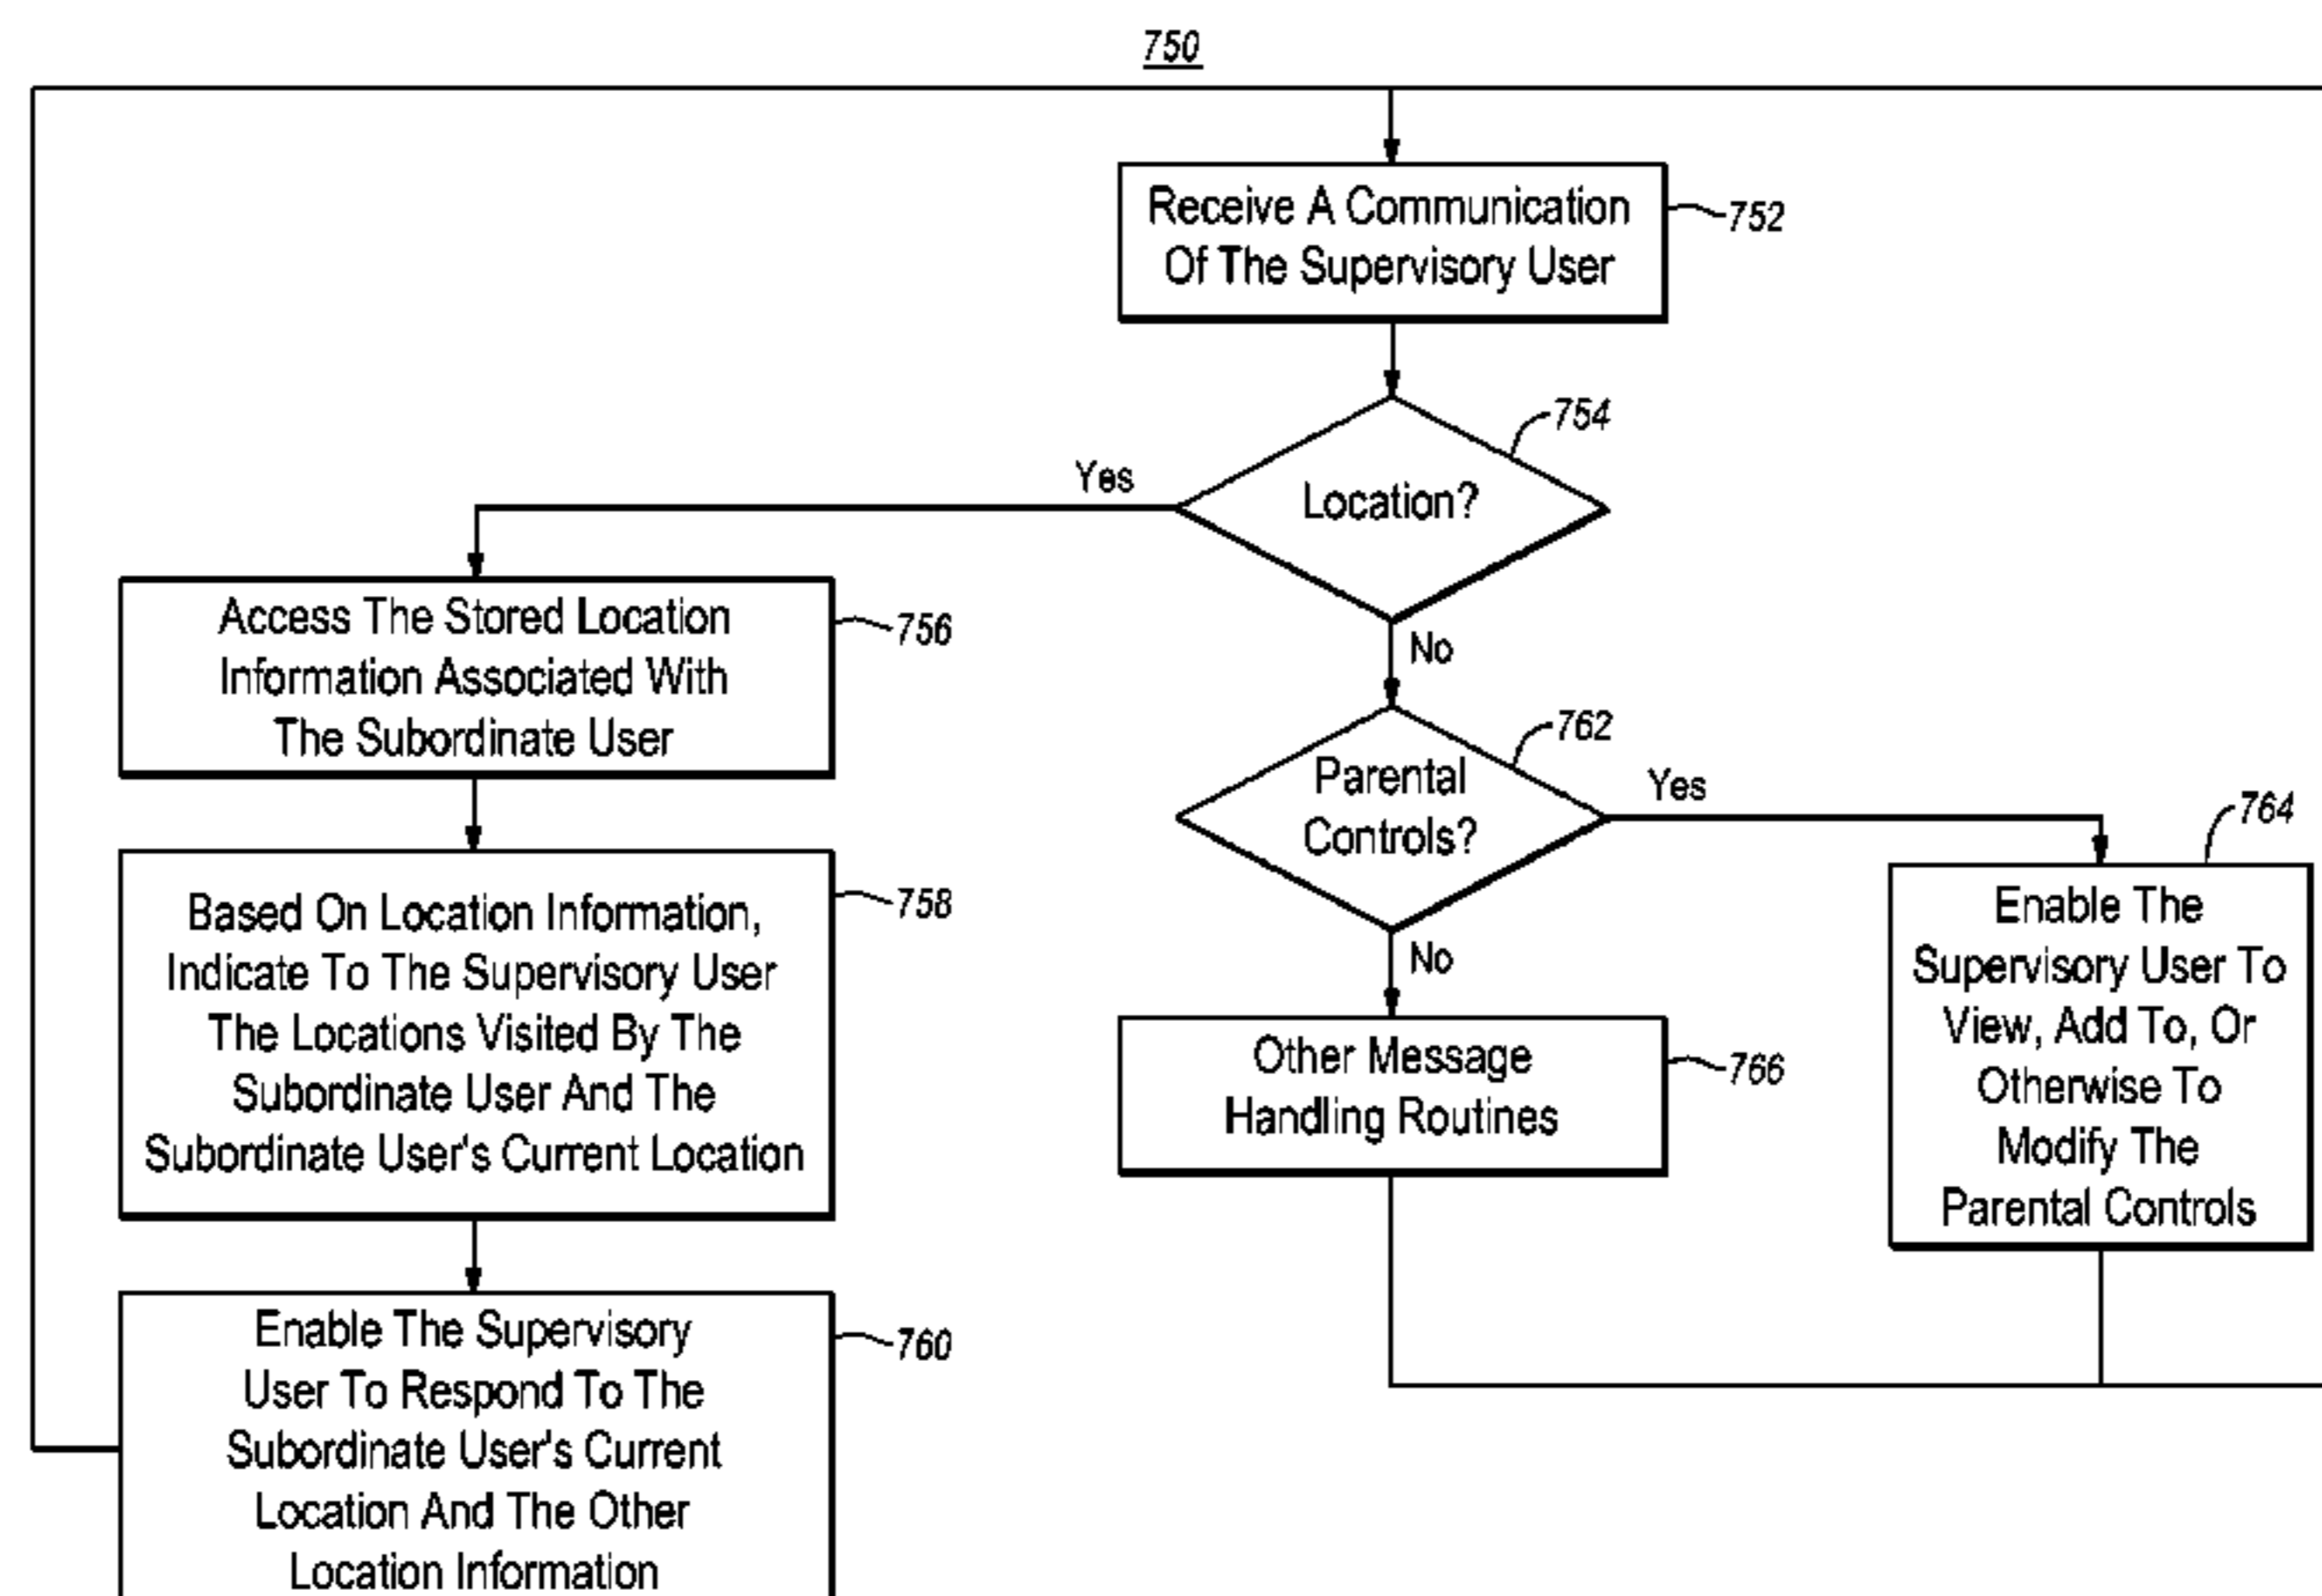 750
Receive A Communication
Of The Supervisory User
752
754
Location?
Yes
No
Access The Stored Location
Information Associated With
The Subordinate User
756
Based On Location Information,
Indicate To The Supervisory User
The Locations Visited By The
Subordinate User And The
Subordinate User's Current Location
758
Enable The Supervisory
User To Respond To The
Subordinate User's Current
Location And The Other
Location Information
760
762
Parental
Controls?
Yes
No
764
Enable The
Supervisory User To
View, Add To, Or
Otherwise To
Modify The
Parental Controls
Other Message
Handling Routines
766